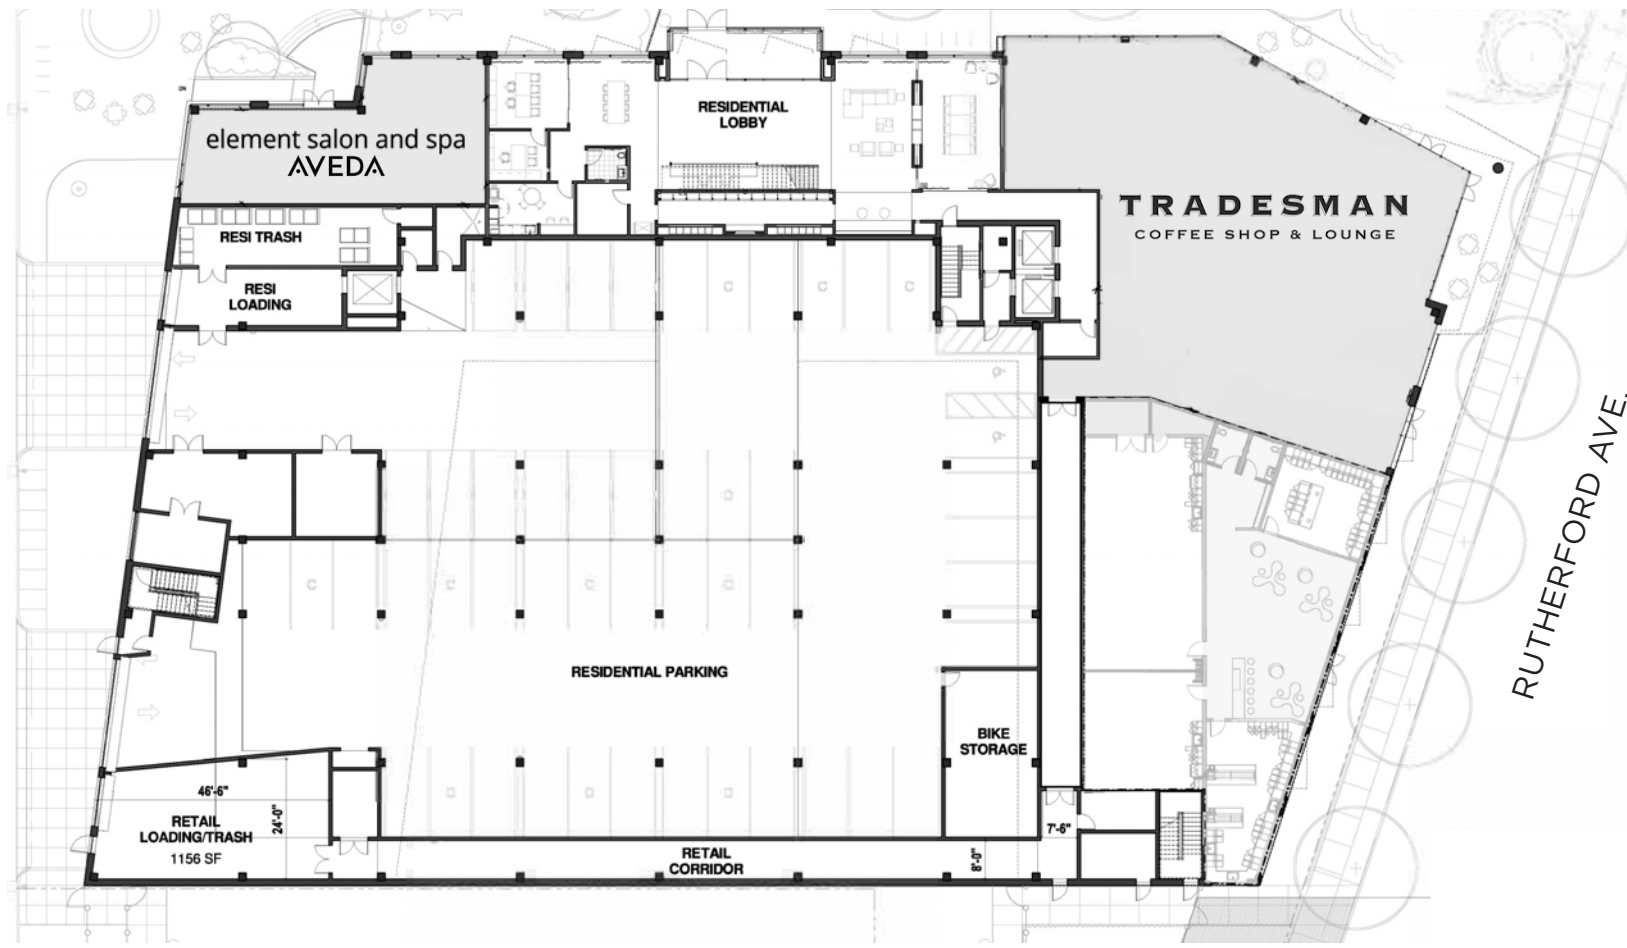 RESIDENTIAL
LOBBY
element salon and spa
AVEDA
TRADESMAN
COFFEE SHOP & LOUNGE
RESI TRASH
RESI
LOADING
C
C
C
RUTHERFORD AVE.
C
RESIDENTIAL PARKING
BIKE
STORAGE
46'-6"
24'-0"
RETAIL
LOADING/TRASH
1156 SF
7'-6"
RETAIL
CORRIDOR
8'-0"